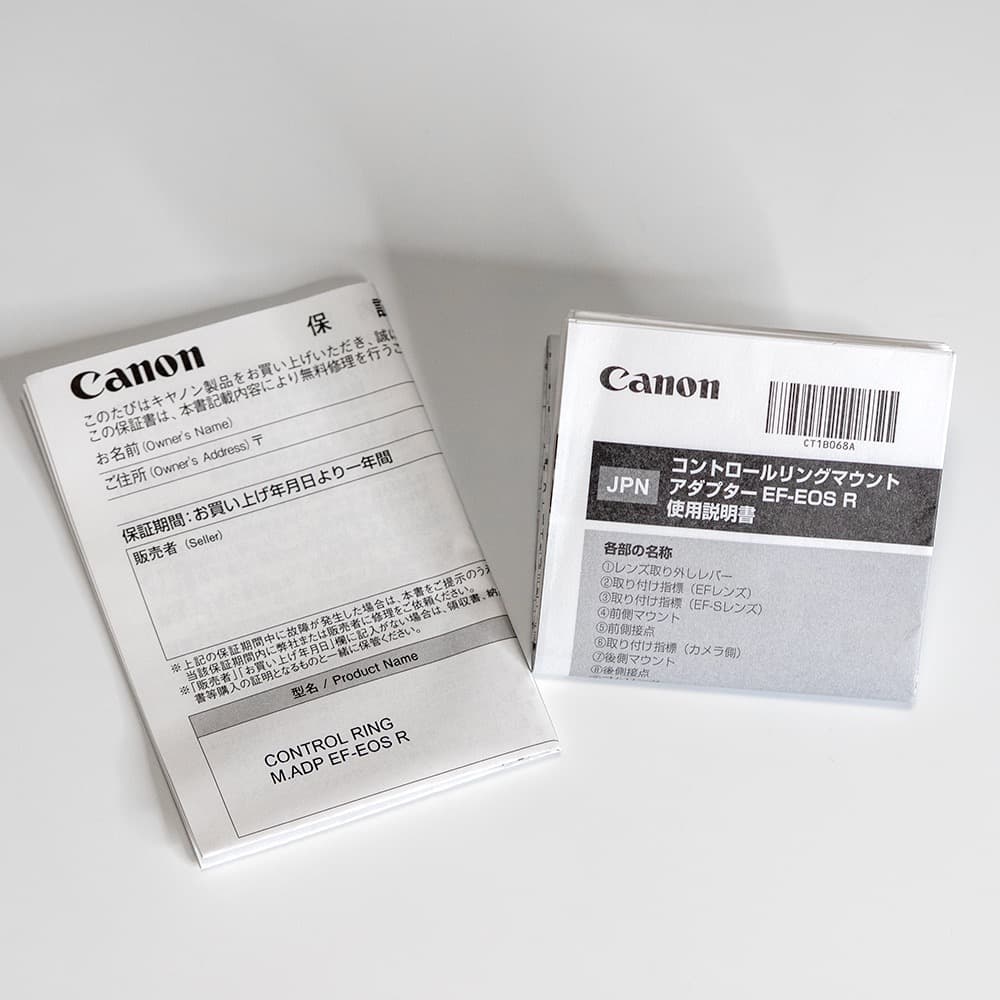 保
Canon
このたびはキヤノン製品をお買い上げいただき、誠に
この保証書は、本書記載内容により無料修理を行うこ
お名前 (Owner's Name)
ご住所 (Owner's Address) 〒
保証期間：お買い上げ年月日より一年間
販売者 (Seller)
※上記の保証期間中に故障が発生した場合は、本書をご提示のうえ
当該保証期間内に弊社または販売者に修理をご依頼ください。
※「販売者」「お買い上げ年月日」欄に記入がない場合は、領収書、納
書等購入の証明となるものと一緒に保管ください。
型名 / Product Name
CONTROL RING
M.ADP EF-EOS R
Canon
CT1B068A
JPN
コントロールリングマウント
アダプター EF-EOS R
使用説明書
各部の名称
①レンズ取り外しレバー
②取り付け指標（EFレンズ）
③取り付け指標（EF-Sレンズ）
④前側マウント
⑤前側接点
⑥取り付け指標（カメラ側）
⑦後側マウント
⑧後側接点